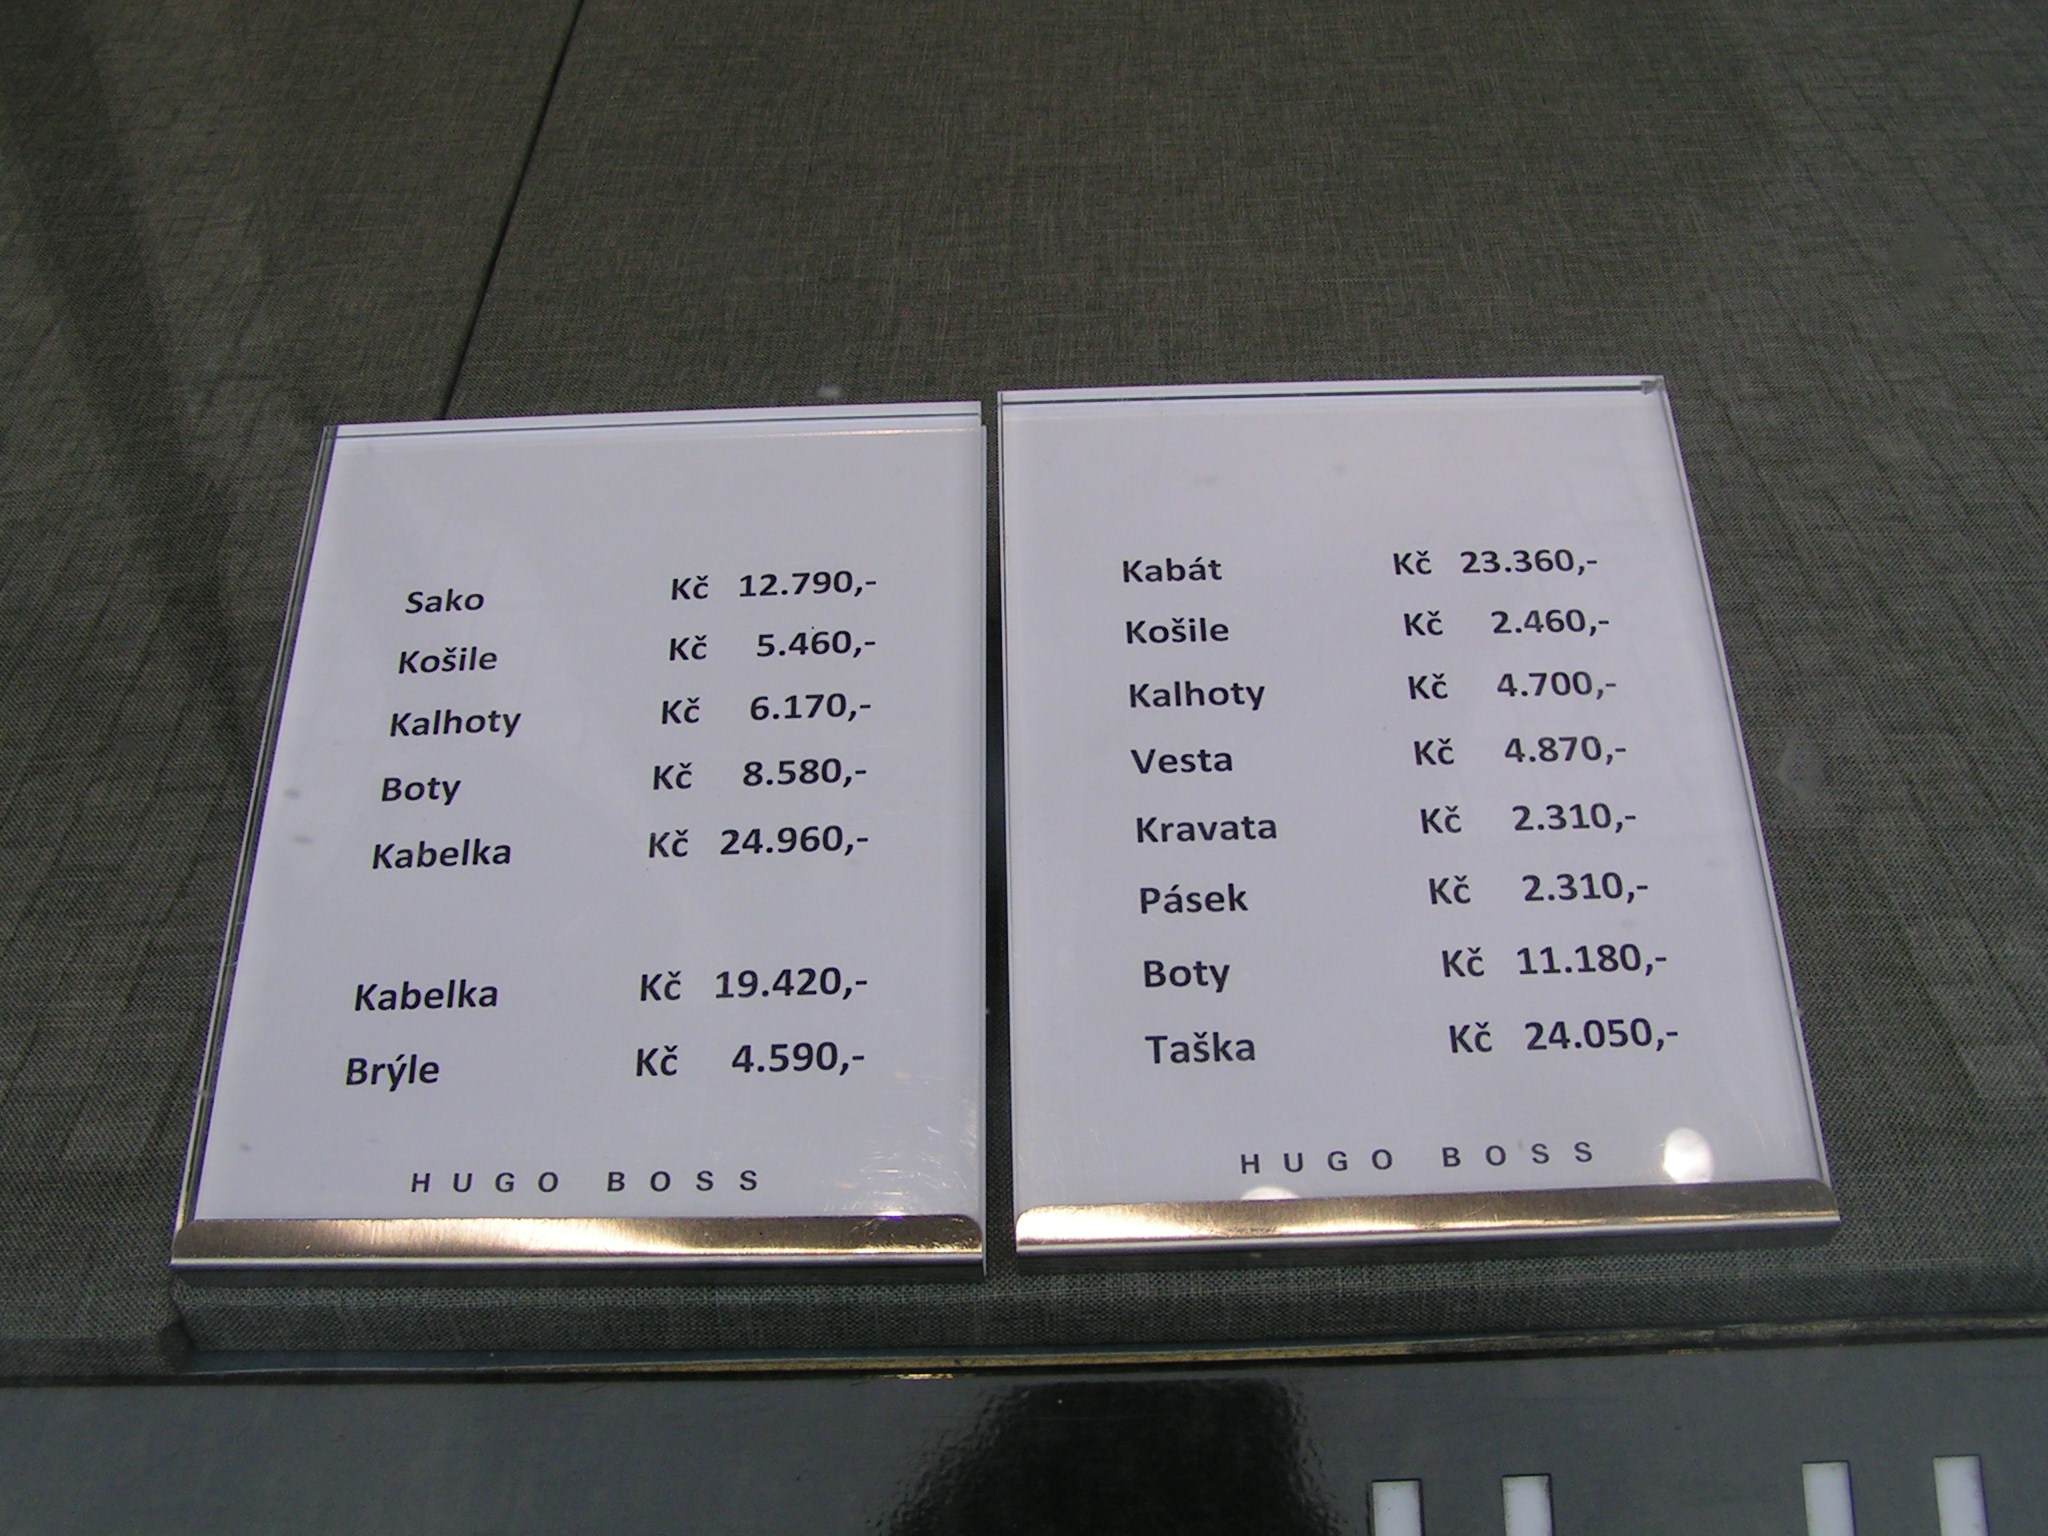 Sako Kč 12.790,-
Košile Kč 5.460,-
Kalhoty Kč 6.170,-
Boty Kč 8.580,-
Kabelka Kč 24.960,-
Kabelka Kč 19.420,-
Brýle Kč 4.590,-
HUGO BOSS
Kabát Kč 23.360,-
Košile Kč 2.460,-
Kalhoty Kč 4.700,-
Vesta Kč 4.870,-
Kravata Kč 2.310,-
Pásek Kč 2.310,-
Boty Kč 11.180,-
Taška Kč 24.050,-
HUGO BOSS